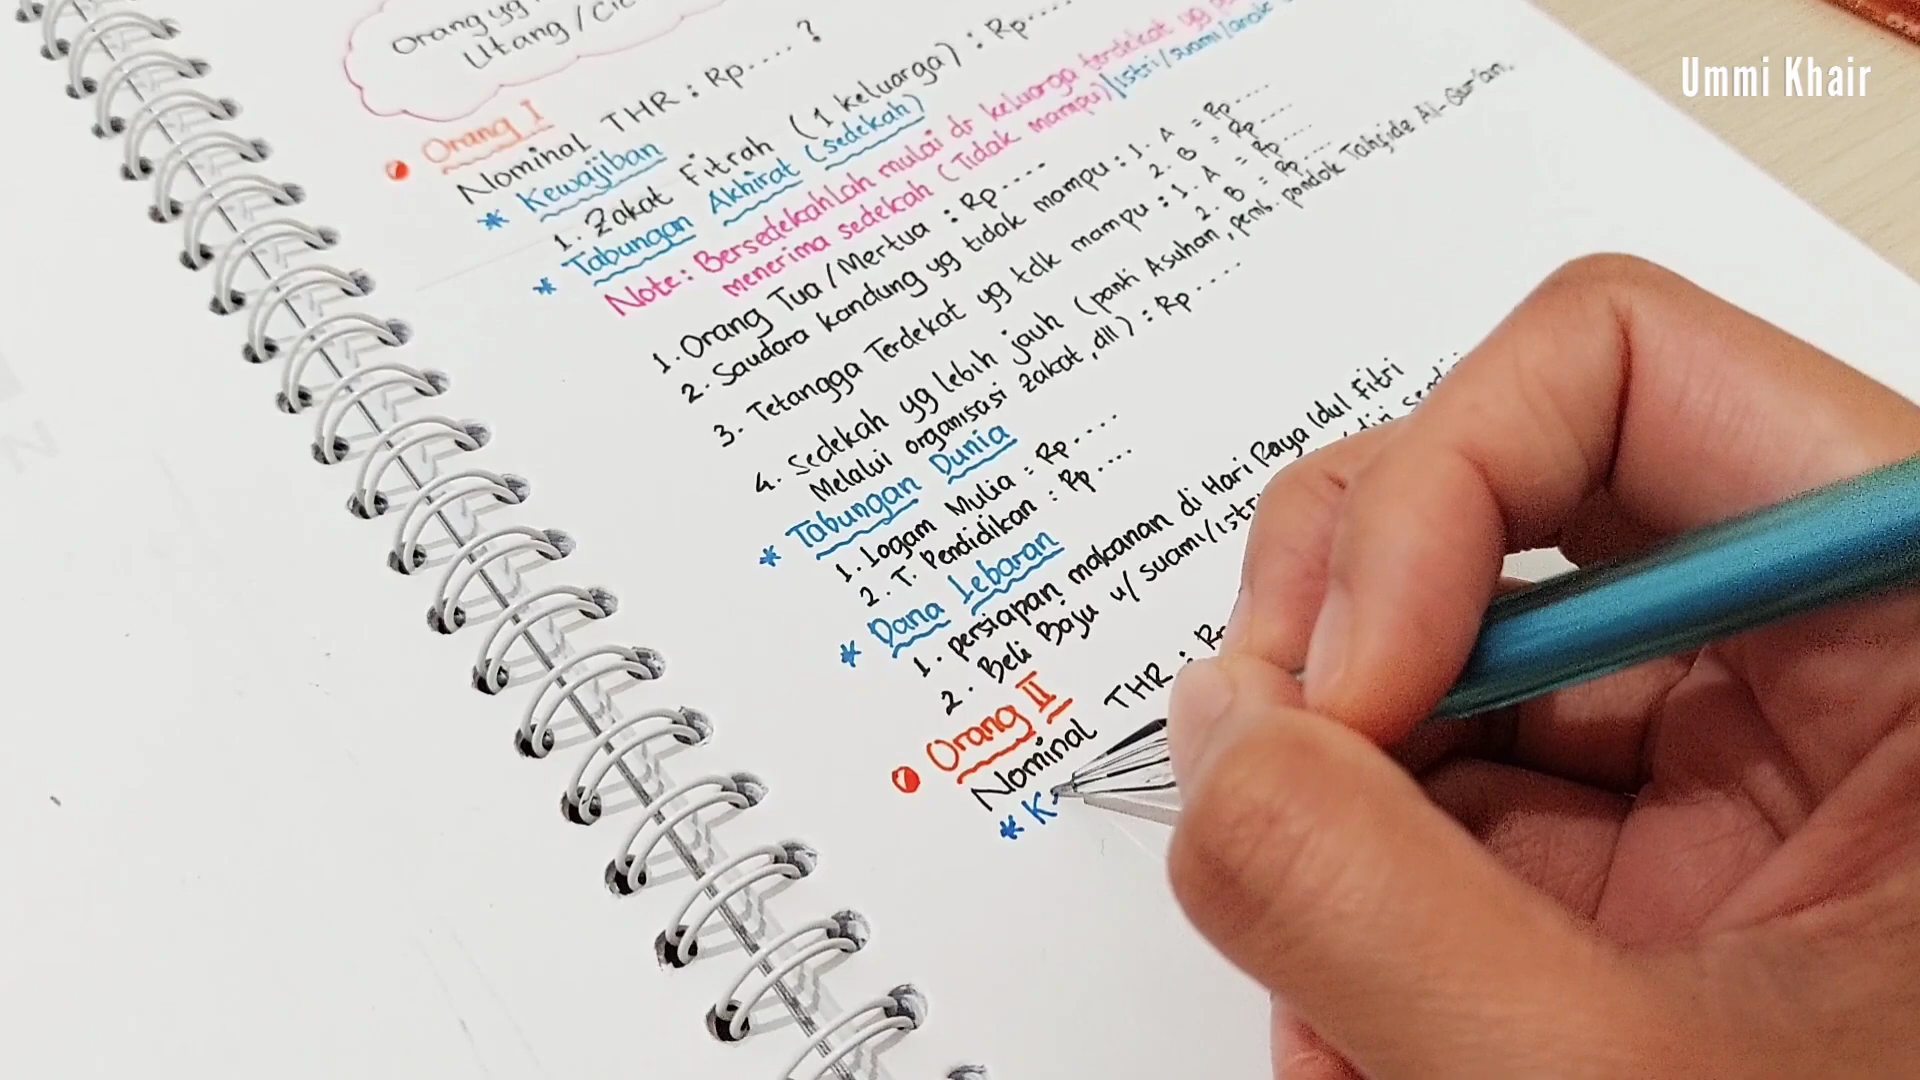 Ummi Khair
Orang yg
Utang /
Orang I
Nominal THR : Rp.... ?
* Kewajiban
1. Zakat Fitrah (1 keluarga) : Rp....
* Tabungan Akhirat (sedekah)
Note: Bersedekahlah mulai dr keluarga terdekat yg
menerima sedekah (Tidak mampu)/istri/suami/anak
1. Orang Tua / Mertua : Rp....
2. Saudara kandung yg tidak mampu : 1. A = Rp....
2. B = Rp....
3. Tetangga Terdekat yg tdk mampu : 1. A = Rp....
2. B = Rp....
4. Sedekah yg lebih jauh (panti Asuhan, pemb. pondok Tahfidz Al-Qur'an,
Melalui organisasi zakat, dll) : Rp....
* Tabungan Dunia
1. Logam Mulia = Rp....
2. T. Pendidikan : Rp....
* Dana Lebaran
1. persiapan makanan di Hari Raya Idul Fitri
2. Beli Baju u/ suami/istri
Orang II
Nominal THR : Rp
* K